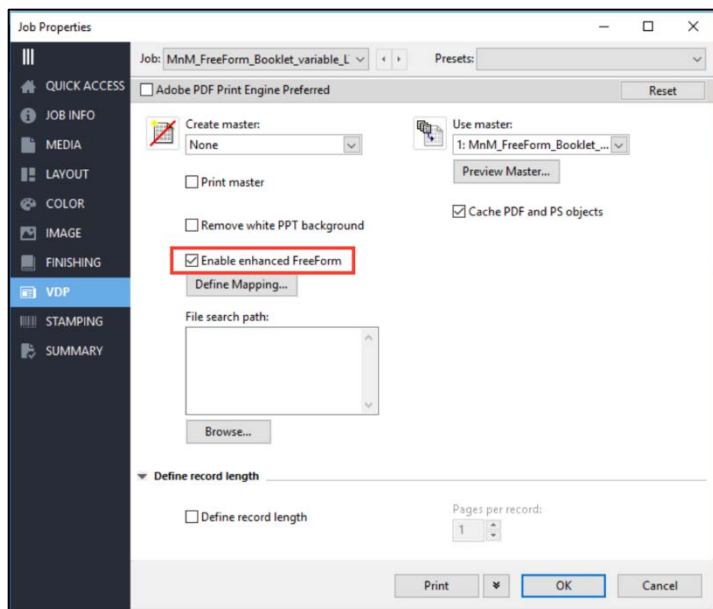 Job Properties
Job: MnM_FreeForm_Booklet_variable_L Presets:
QUICK ACCESS
JOB INFO
MEDIA
LAYOUT
COLOR
IMAGE
FINISHING
VDP
STAMPING
SUMMARY
Adobe PDF Print Engine Preferred Reset
Create master:
None
Use master:
1: MnM_FreeForm_Booklet_...
Preview Master...
Print master
Cache PDF and PS objects
Remove white PPT background
Enable enhanced FreeForm
Define Mapping...
File search path:
Browse...
Define record length
Define record length
Pages per record:
1
Print OK Cancel